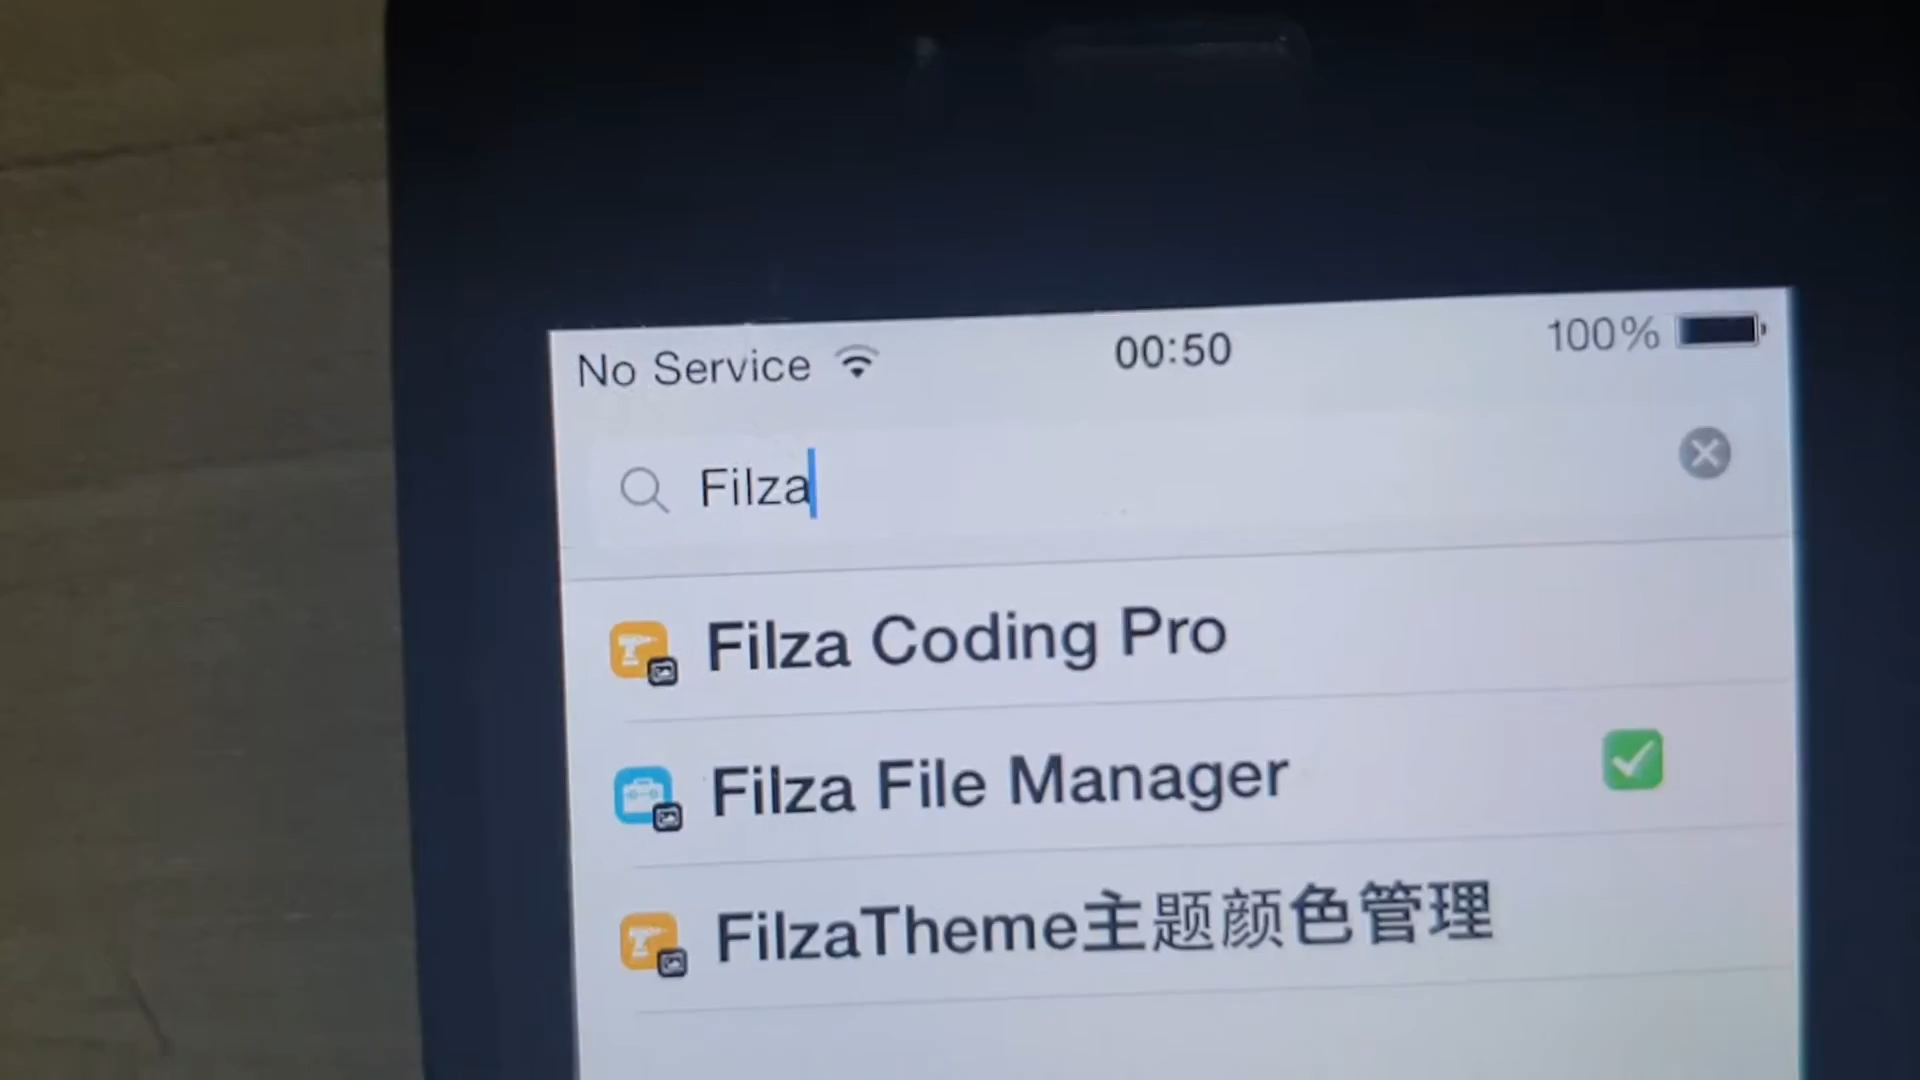 No Service 00:50 100%
Filza
Filza Coding Pro
Filza File Manager
FilzaTheme主题颜色管理